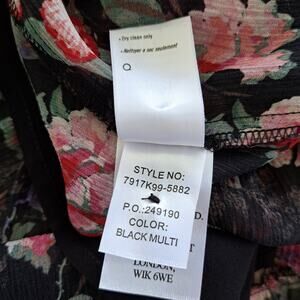 • Dry clean only
• Nettoyer a sec seulement
STYLE NO:
7917K99-5882
P.O.:249190
COLOR:
BLACK MULTI
D.
T
LONDON,
W1K 6WE